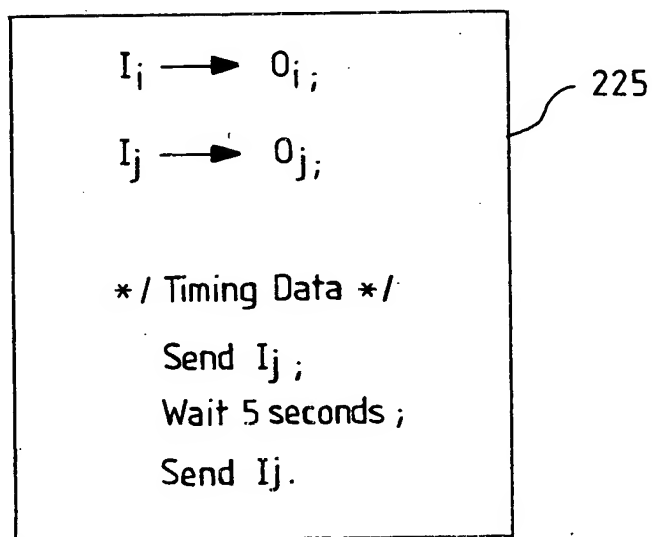 Ii → Oi;
225
Ij → Oj;
*/ Timing Data */
Send Ij;
Wait 5 seconds;
Send Ij.